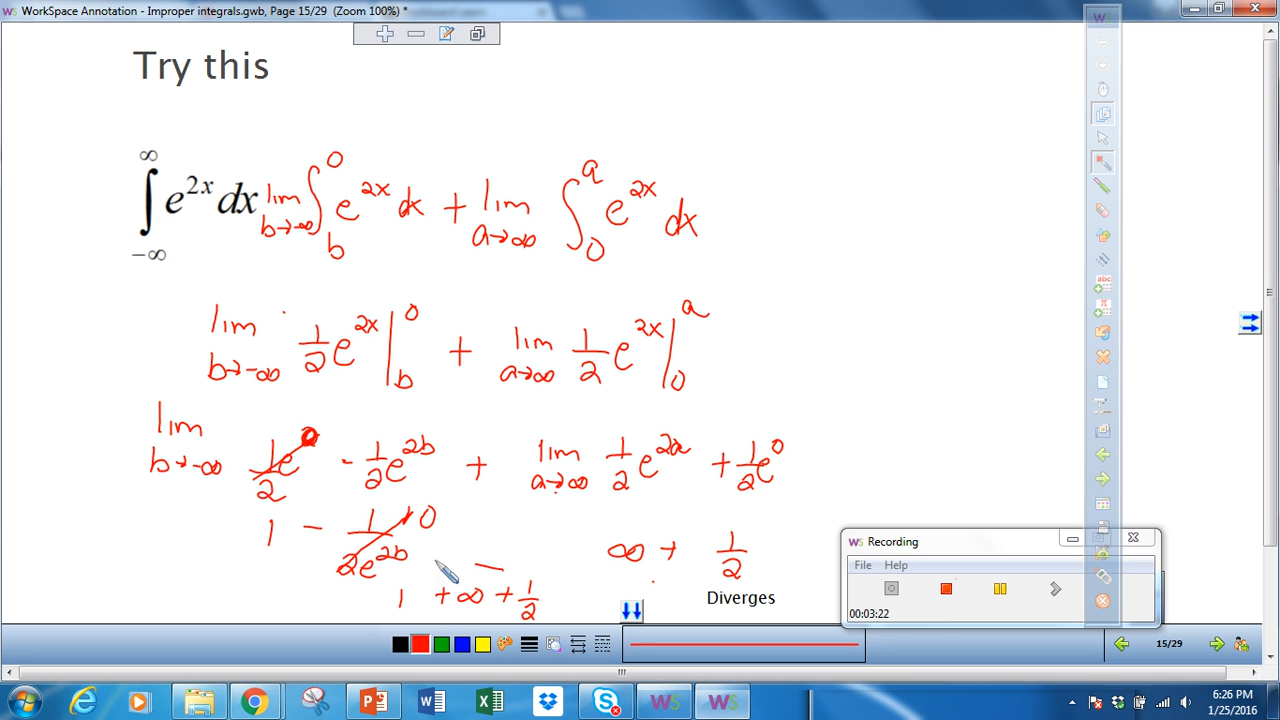 WorkSpace Annotation - Improper integrals.gwb, Page 15/29 (Zoom 100%) *
WS
Try this
∫_{-∞}^{∞} e^{2x} dx lim_{b→-∞} ∫_b^0 e^{2x} dx + lim_{a→∞} ∫_0^a e^{2x} dx
lim_{b→-∞} 1/2 e^{2x} |_b^0 + lim_{a→∞} 1/2 e^{2x} |_0^a
lim_{b→-∞} 1/2 e^0 - 1/2 e^{2b} + lim_{a→∞} 1/2 e^{2a} + 1/2 e^0
1 - 1/2e^{2b} 0 ∞ + 1/2
1 + ∞ + 1/2
Diverges
abc
π
WS Recording
File Help
00:03:22
15/29
6:26 PM
1/25/2016